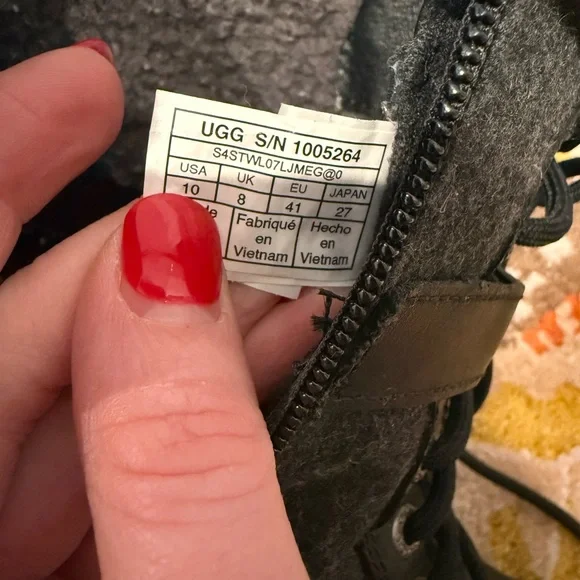 UGG S/N 1005264
S4STWL07LJMEG@0
USA UK EU JAPAN
10 8 41 27
Fabriqué Hecho
en en
Vietnam Vietnam